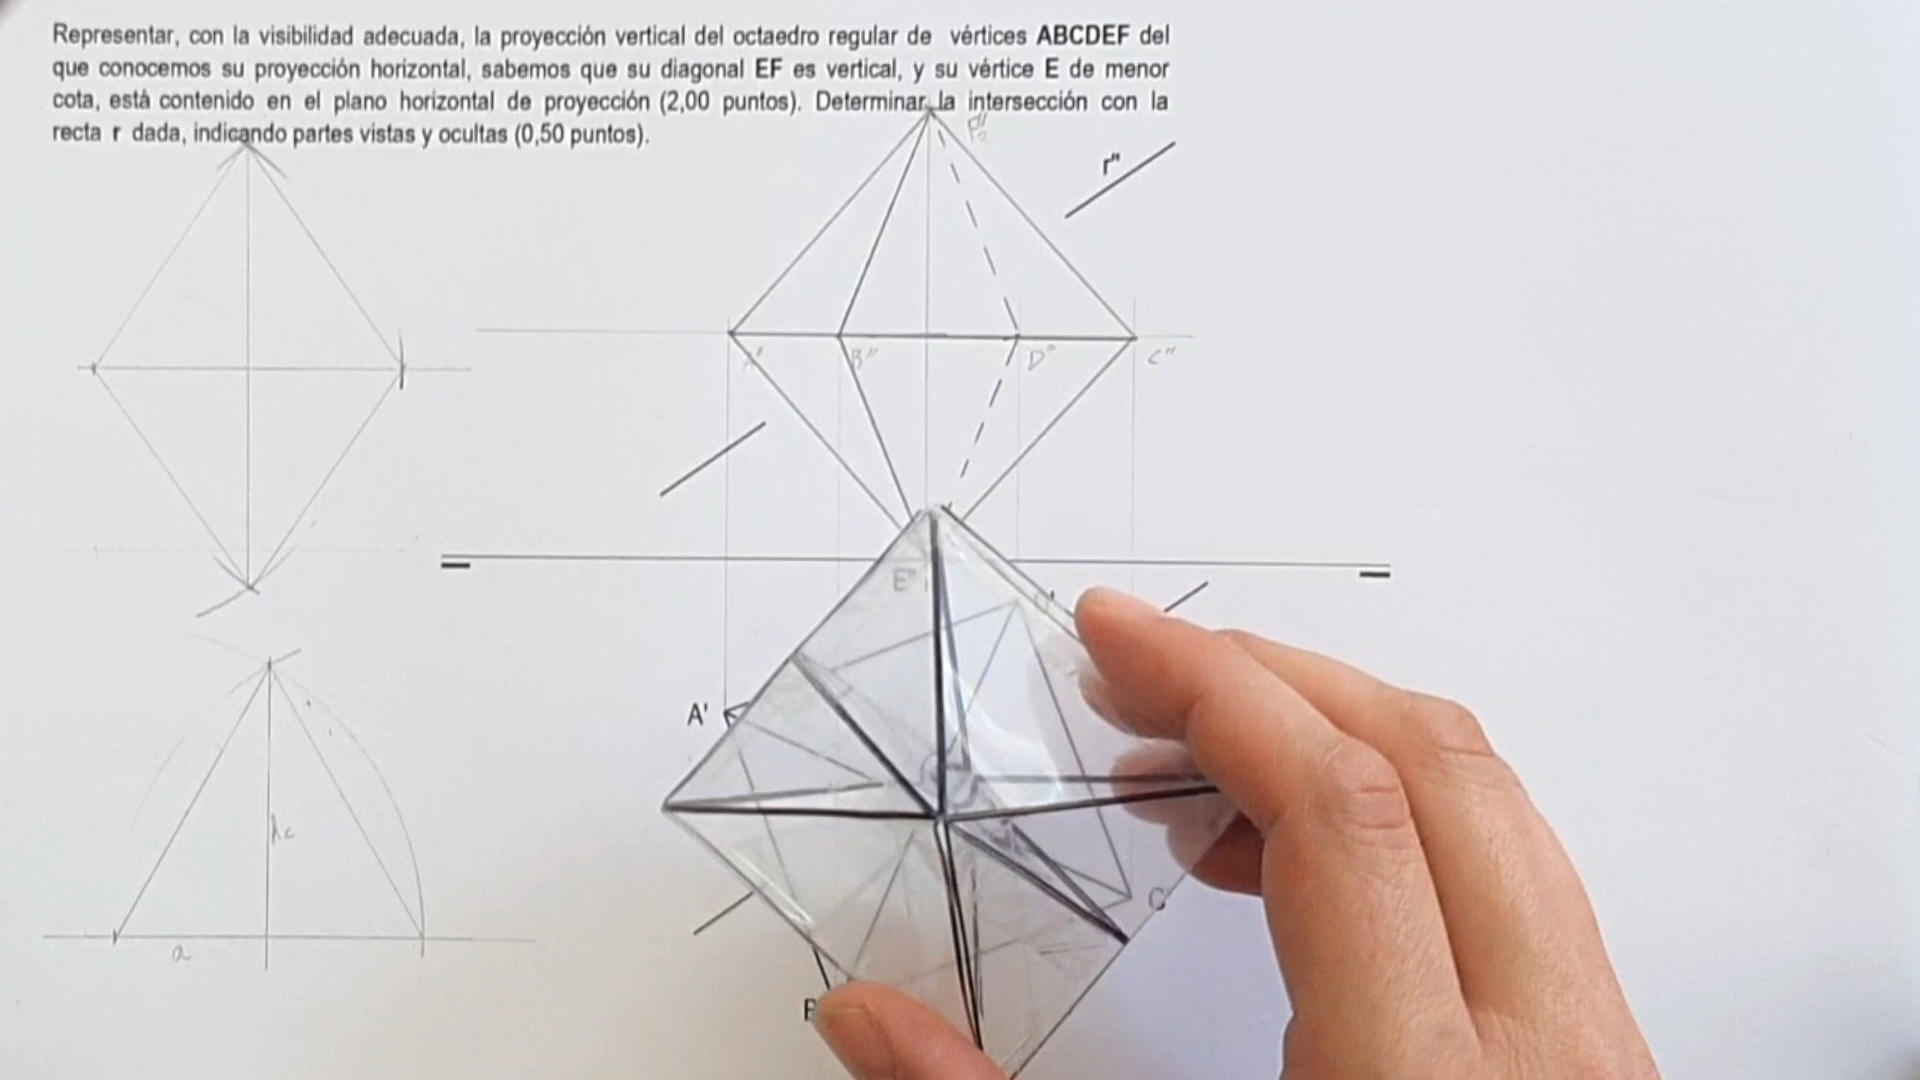 Representar, con la visibilidad adecuada, la proyección vertical del octaedro regular de vértices ABCDEF del
que conocemos su proyección horizontal, sabemos que su diagonal EF es vertical, y su vértice E de menor
cota, está contenido en el plano horizontal de proyección (2,00 puntos). Determinar la intersección con la
recta r dada, indicando partes vistas y ocultas (0,50 puntos).
r"
A" B" D" C"
E"
A'
hc
C
a